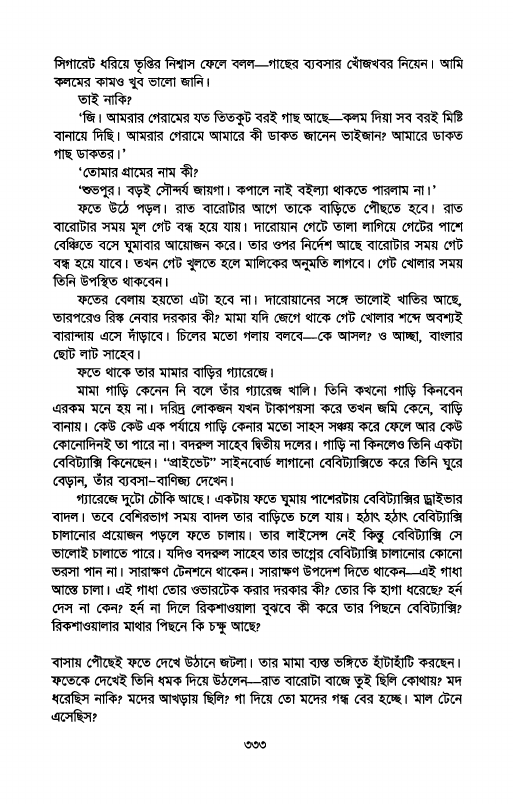 সিগারেট ধরিয়ে তৃপ্তির নিশ্বাস ফেলে বলল—গাছের ব্যবসার খোঁজখবর নিয়েন। আমি
কলমের কামও খুব ভালো জানি।
তাই নাকি?
‘জি। আমরার গেরামের যত তিতকুট বরই গাছ আছে—কলম দিয়া সব বরই মিষ্টি
বানায়ে দিছি। আমরার গেরামে আমারে কী ডাকত জানেন ভাইজান? আমারে ডাকত
গাছ ডাকতর।’
‘তোমার গ্রামের নাম কী?
‘শুভপুর। বড়ই সৌন্দর্য জায়গা। কপালে নাই বইল্যা থাকতে পারলাম না।’
ফতে উঠে পড়ল। রাত বারোটার আগে তাকে বাড়িতে পৌঁছতে হবে। রাত
বারোটার সময় মূল গেট বন্ধ হয়ে যায়। দারোয়ান গেটে তালা লাগিয়ে গেটের পাশে
বেঞ্চিতে বসে ঘুমাবার আয়োজন করে। তার ওপর নির্দেশ আছে বারোটার সময় গেট
বন্ধ হয়ে যাবে। তখন গেট খুলতে হলে মালিকের অনুমতি লাগবে। গেট খোলার সময়
তিনি উপস্থিত থাকবেন।
ফতের বেলায় হয়তো এটা হবে না। দারোয়ানের সঙ্গে ভালোই খাতির আছে,
তারপরেও রিস্ক নেবার দরকার কী? মামা যদি জেগে থাকে গেট খোলার শব্দে অবশ্যই
বারান্দায় এসে দাঁড়াবে। চিলের মতো গলায় বলবে—কে আসল? ও আচ্ছা, বাংলার
ছোট লাট সাহেব।
ফতে থাকে তার মামার বাড়ির গ্যারেজে।
মামা গাড়ি কেনেন নি বলে তাঁর গ্যারেজ খালি। তিনি কখনো গাড়ি কিনবেন
এরকম মনে হয় না। দরিদ্র লোকজন যখন টাকাপয়সা করে তখন জমি কেনে, বাড়ি
বানায়। কেউ কেউ এক পর্যায়ে গাড়ি কেনার মতো সাহস সঞ্চয় করে ফেলে আর কেউ
কোনোদিনই তা পারে না। বদরুল সাহেব দ্বিতীয় দলের। গাড়ি না কিনলেও তিনি একটা
বেবিট্যাক্সি কিনেছেন। “প্রাইভেট” সাইনবোর্ড লাগানো বেবিট্যাক্সিতে করে তিনি ঘুরে
বেড়ান, তাঁর ব্যবসা-বাণিজ্য দেখেন।
গ্যারেজে দুটো চৌকি আছে। একটায় ফতে ঘুমায় পাশেরটায় বেবিট্যাক্সির ড্রাইভার
বাদল। তবে বেশিরভাগ সময় বাদল তার বাড়িতে চলে যায়। হঠাৎ হঠাৎ বেবিট্যাক্সি
চালানোর প্রয়োজন পড়লে ফতে চালায়। তার লাইসেন্স নেই কিন্তু বেবিট্যাক্সি সে
ভালোই চালাতে পারে। যদিও বদরুল সাহেব তার ভাগ্নের বেবিট্যাক্সি চালানোর কোনো
ভরসা পান না। সারাক্ষণ টেনশনে থাকেন। সারাক্ষণ উপদেশ দিতে থাকেন—এই গাধা
আস্তে চালা। এই গাধা তোর ওভারটেক করার দরকার কী? তোর কি হাগা ধরেছে? হর্ন
দেস না কেন? হর্ন না দিলে রিকশাওয়ালা বুঝবে কী করে তার পিছনে বেবিট্যাক্সি?
রিকশাওয়ালার মাথার পিছনে কি চক্ষু আছে?
বাসায় পৌঁছেই ফতে দেখে উঠানে জটলা। তার মামা ব্যস্ত ভঙ্গিতে হাঁটাহাঁটি করছেন।
ফতেকে দেখেই তিনি ধমক দিয়ে উঠলেন—রাত বারোটা বাজে তুই ছিলি কোথায়? মদ
ধরেছিস নাকি? মদের আখড়ায় ছিলি? গা দিয়ে তো মদের গন্ধ বের হচ্ছে। মাল টেনে
এসেছিস?
৩৩৩